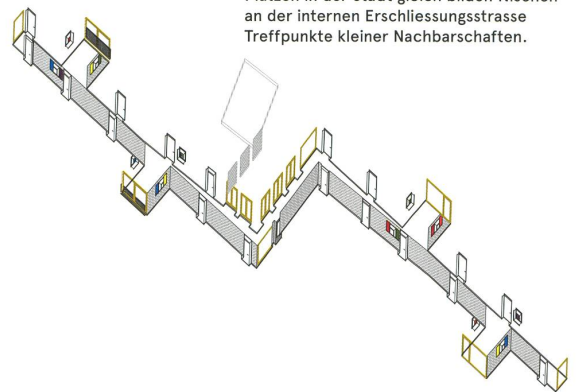 an der internen Erschliessungsstrasse
Treffpunkte kleiner Nachbarschaften.